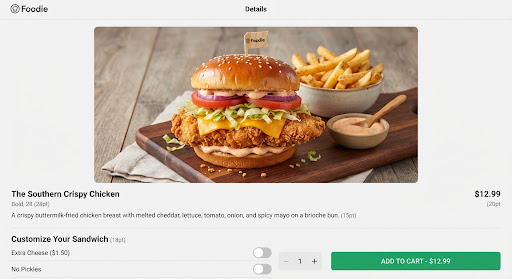 Foodie
Details
Foodie
The Southern Crispy Chicken
$12.99
Bold, 28 (28pt)
(20pt
A crispy buttermilk-fried chicken breast with melted cheddar, lettuce, tomato, onion, and spicy mayo on a brioche bun. (15pt)
Customize Your Sandwich (18pt)
Extra Cheese ($1.50)
− 1 +
ADD TO CART - $12.99
No Pickles